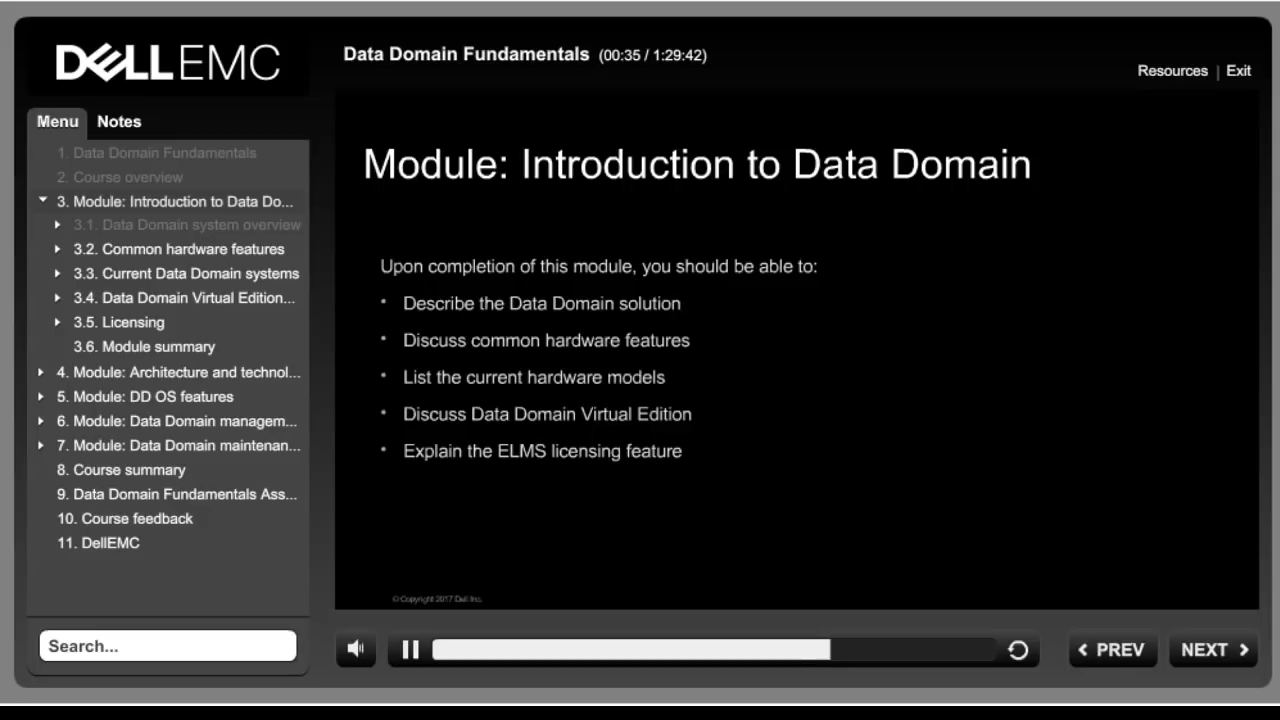 DELLEMC
Data Domain Fundamentals (00:35 / 1:29:42)
Resources | Exit
Menu Notes
1. Data Domain Fundamentals
2. Course overview
3. Module: Introduction to Data Do...
3.1. Data Domain system overview
3.2. Common hardware features
3.3. Current Data Domain systems
3.4. Data Domain Virtual Edition...
3.5. Licensing
3.6. Module summary
4. Module: Architecture and technol...
5. Module: DD OS features
6. Module: Data Domain managem...
7. Module: Data Domain maintenan...
8. Course summary
9. Data Domain Fundamentals Ass...
10. Course feedback
11. DellEMC
Search...
Module: Introduction to Data Domain
Upon completion of this module, you should be able to:
• Describe the Data Domain solution
• Discuss common hardware features
• List the current hardware models
• Discuss Data Domain Virtual Edition
• Explain the ELMS licensing feature
© Copyright 2017 Dell Inc.
PREV
NEXT